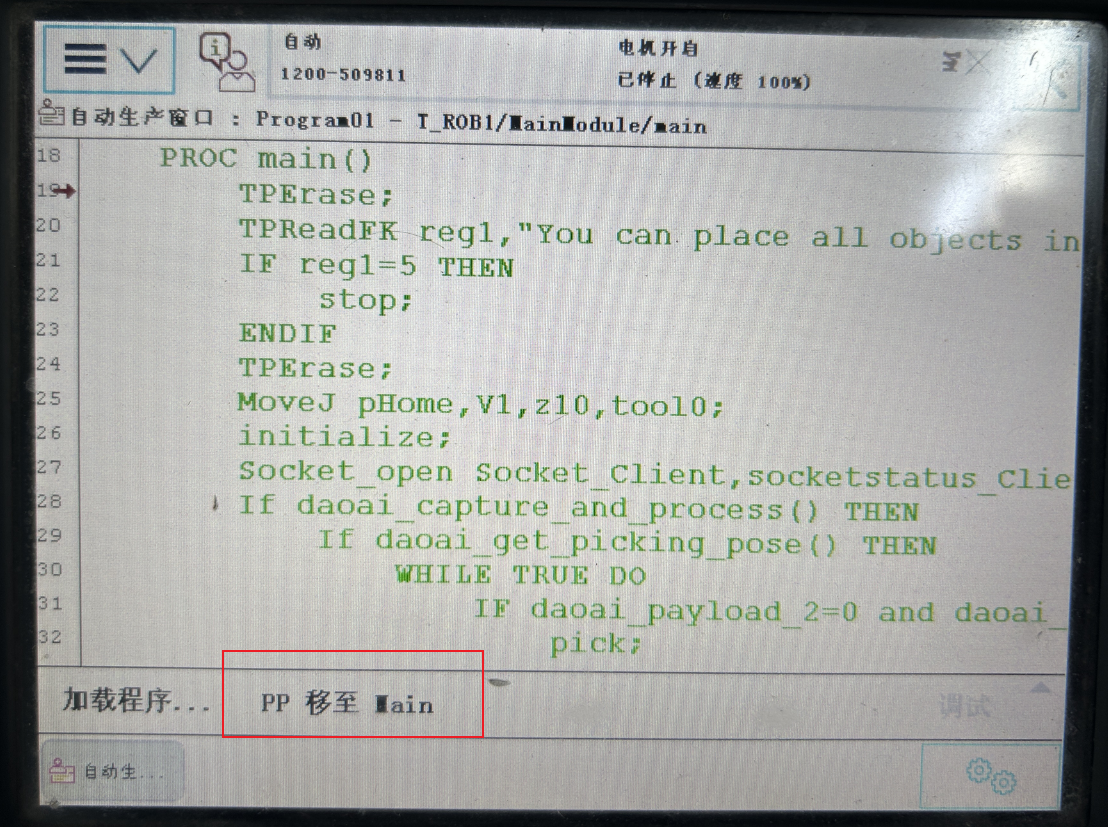 自动
1200-509811
电机开启
已停止 (速度 100%)
自动生产窗口 : Program01 - T_ROB1/MainModule/main
18 PROC main()
19 TPErase;
20 TPReadFK reg1,"You can place all objects in
21 IF reg1=5 THEN
22 stop;
23 ENDIF
24 TPErase;
25 MoveJ pHome,V1,z10,tool0;
26 initialize;
27 Socket_open Socket_Client,socketstatus_Clie
28 If daoai_capture_and_process() THEN
29 If daoai_get_picking_pose() THEN
30 WHILE TRUE DO
31 IF daoai_payload_2=0 and daoai_
32 pick;
加载程序... PP 移至 Main 调试
自动生...